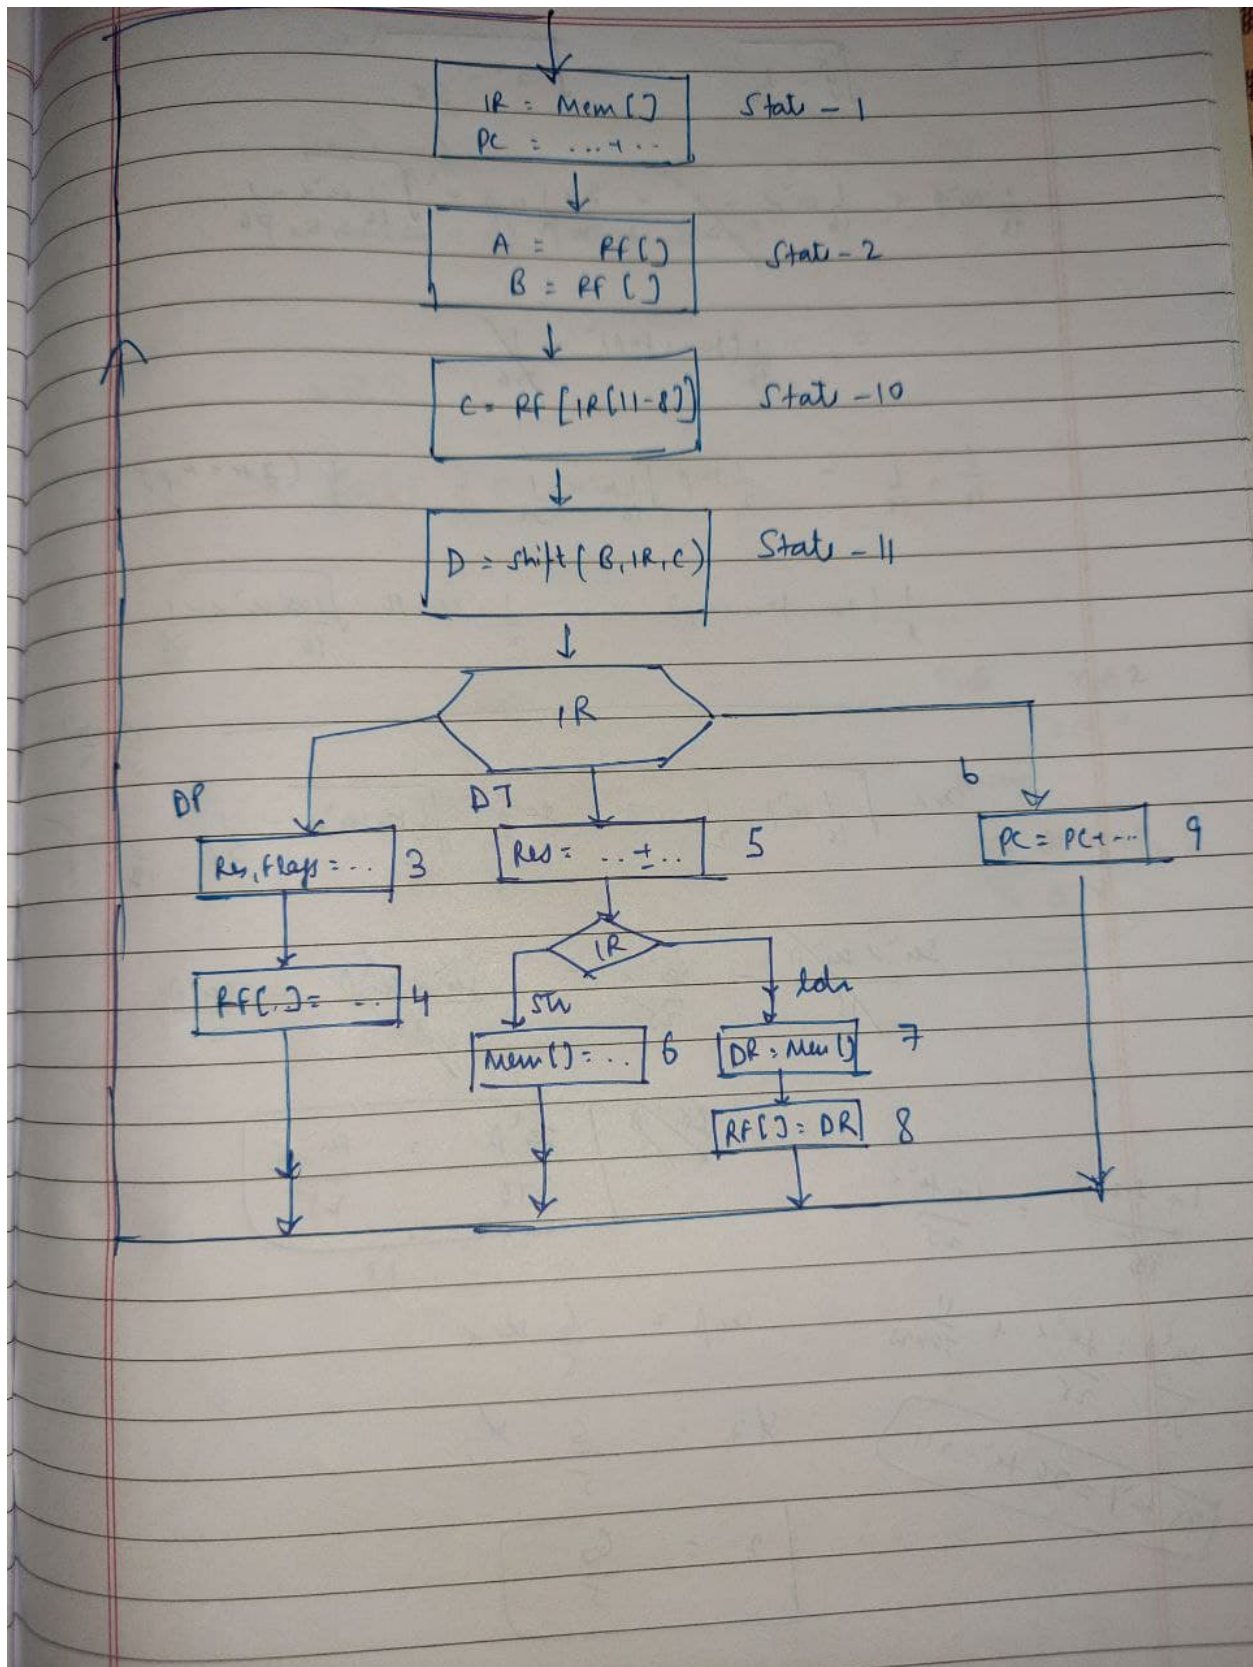 IR = Mem[]
PC = ...+..
State - 1
A = RF[]
B = RF[]
State - 2
C = RF[IR[11-8]]
State - 10
D = Shift(B, IR, C)
State - 11
IR
DP
DT
b
Res, Flags = ...
3
Res = ..±..
5
PC = PC+...
9
IR
str
ldr
RF[.] = ...
4
Mem[] = ..
6
DR = Mem[]
7
RF[] = DR
8